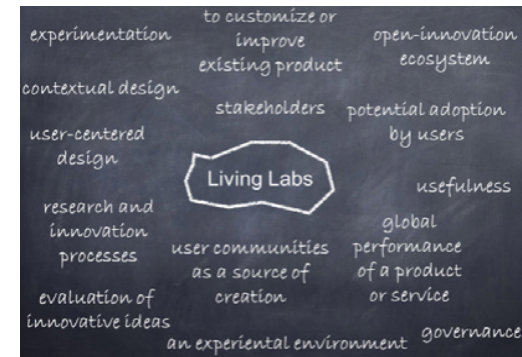 experimentation
to customize or
improve
existing product
open-innovation
ecosystem
contextual design
stakeholders
potential adoption
by users
user-centered
design
Living Labs
usefulness
research and
innovation
processes
user communities
as a source of
creation
global
performance
of a product
or service
evaluation of
innovative ideas
an experiental environment
governance